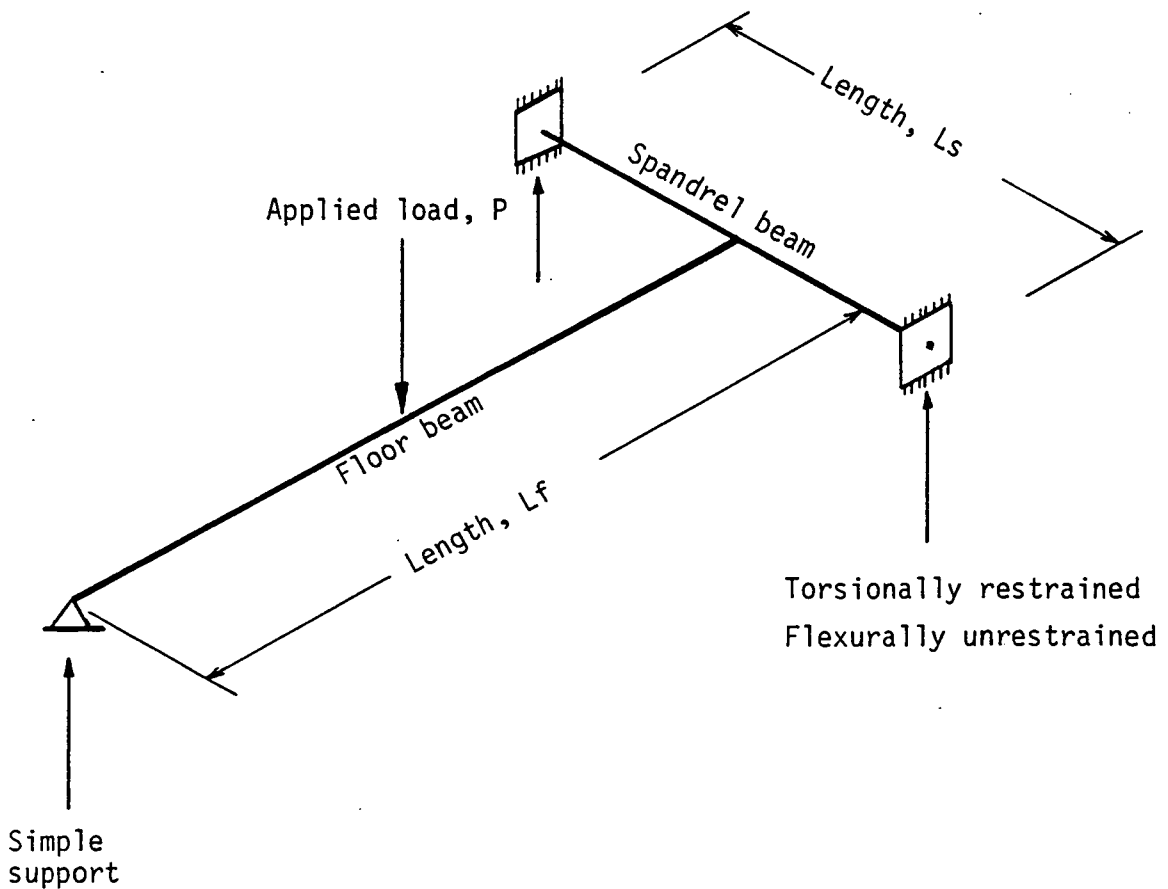 Length, Ls
Spandrel beam
Applied load, P
Floor beam
Length, Lf
Torsionally restrained
Flexurally unrestrained
Simple
support